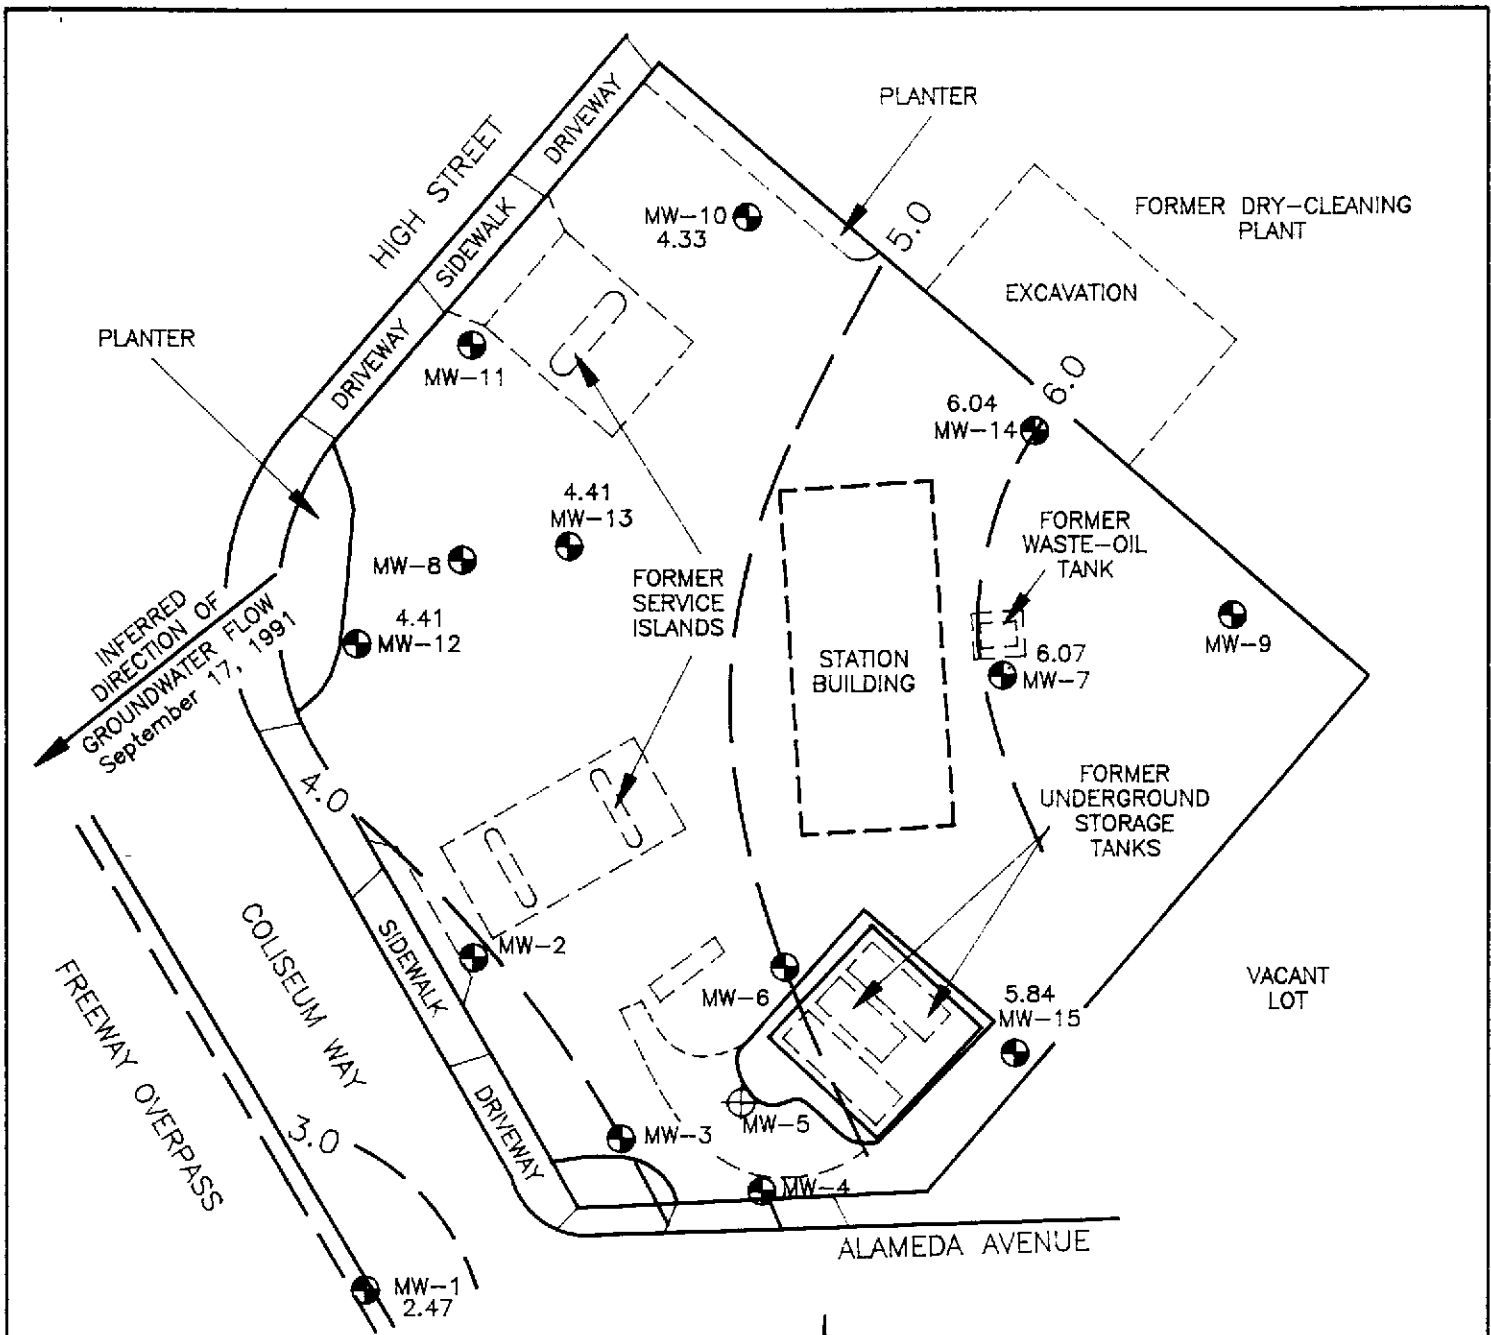 PLANTER
DRIVEWAY
HIGH STREET
SIDEWALK
MW-10
4.33
5.0
FORMER DRY-CLEANING
PLANT
EXCAVATION
PLANTER
DRIVEWAY
MW-11
6.0
6.04
MW-14
4.41
MW-13
MW-8
FORMER
WASTE-OIL
TANK
FORMER
SERVICE
ISLANDS
INFERRED
DIRECTION OF
GROUNDWATER FLOW
September 17, 1991
4.41
MW-12
STATION
BUILDING
6.07
MW-7
MW-9
4.0
FORMER
UNDERGROUND
STORAGE
TANKS
COLISEUM WAY
SIDEWALK
MW-2
FREEWAY OVERPASS
MW-6
5.84
MW-15
VACANT
LOT
3.0
DRIVEWAY
MW-3
MW-5
MW-4
ALAMEDA AVENUE
MW-1
2.47